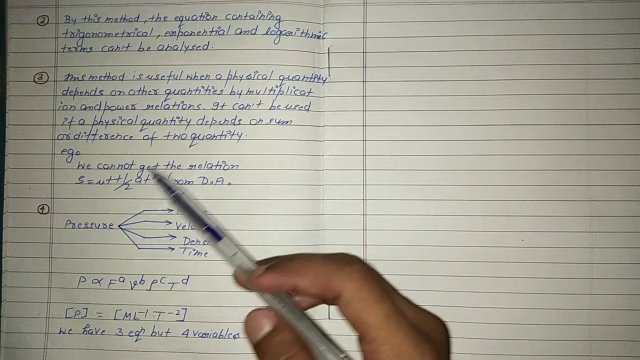 ② By this method, the equation containing
trigonometrical, exponential and logarithmic
terms can't be analysed.
③ this method is useful when a physical quantity
depends on other quantities by multiplicat
ion and power relations. It can't be used
if a physical quantity depends on sum
or difference of two quantity.
eg.
We cannot get the relation
S = ut + 1/2 at from D.A.
④
Pressure
Velo
Densi
Time
P ∝ F^a v^b ρ^c T^d
[P] = [ML^-1 T^-2]
We have 3 eqn but 4 variables